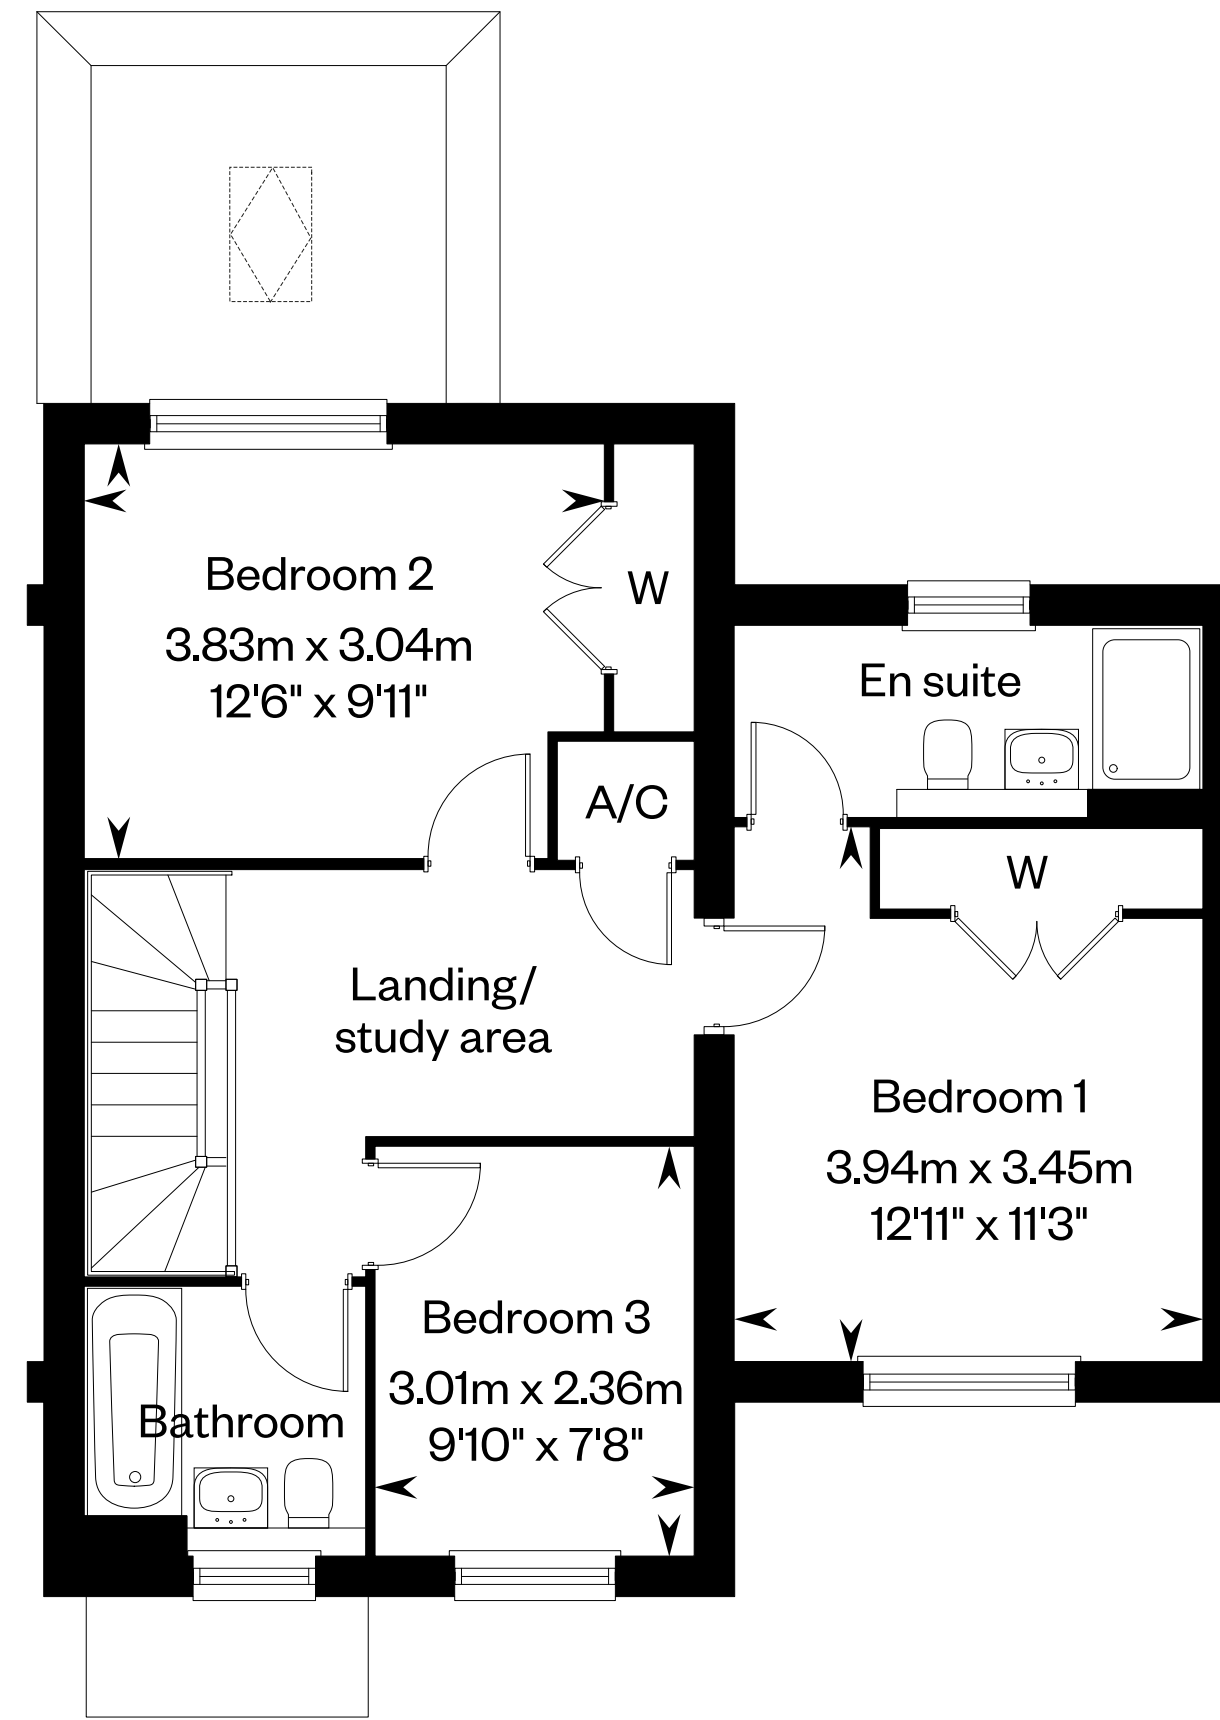 Bedroom 2
3.83m x 3.04m
12'6" x 9'11"
W
En suite
A/C
W
Landing/
study area
Bedroom 1
3.94m x 3.45m
12'11" x 11'3"
Bedroom 3
3.01m x 2.36m
9'10" x 7'8"
Bathroom